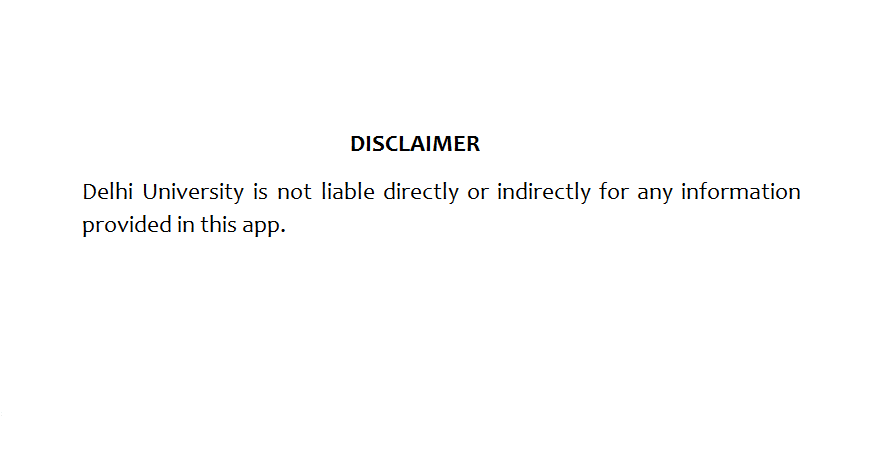 DISCLAIMER
Delhi University is not liable directly or indirectly for any information
provided in this app.